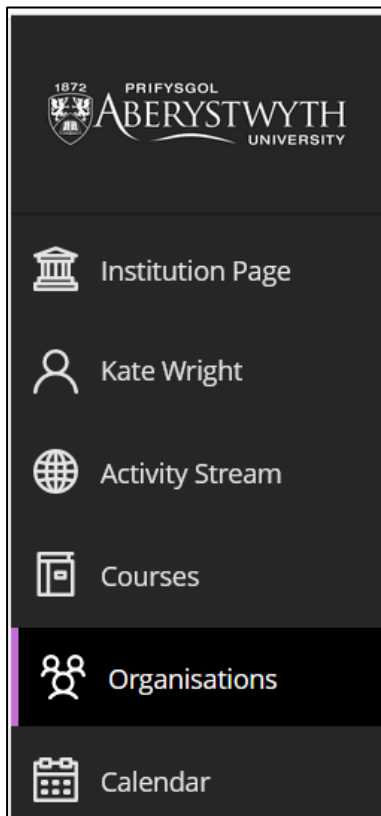 1872 PRIFYSGOL
ABERYSTWYTH
UNIVERSITY
Institution Page
Kate Wright
Activity Stream
Courses
Organisations
Calendar